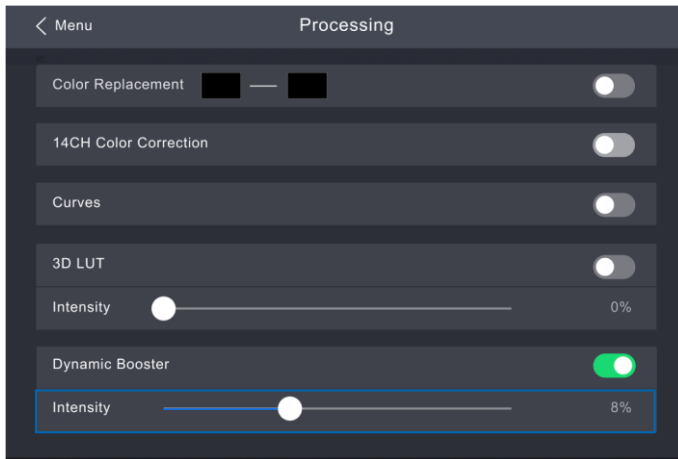 Menu
Processing
Color Replacement
14CH Color Correction
Curves
3D LUT
Intensity 0%
Dynamic Booster
Intensity 8%